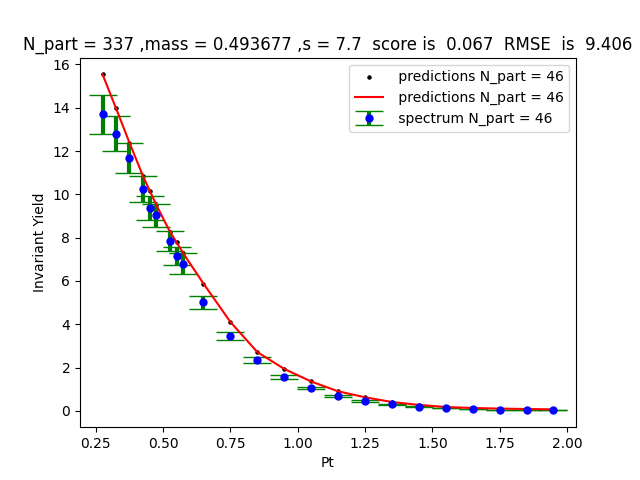 N_part = 337 ,mass = 0.493677 ,s = 7.7  score is  0.067  RMSE  is  9.406
predictions N_part = 46
predictions N_part = 46
spectrum N_part = 46
Invariant Yield
16
14
12
10
8
6
4
2
0
0.25 0.50 0.75 1.00 1.25 1.50 1.75 2.00
Pt